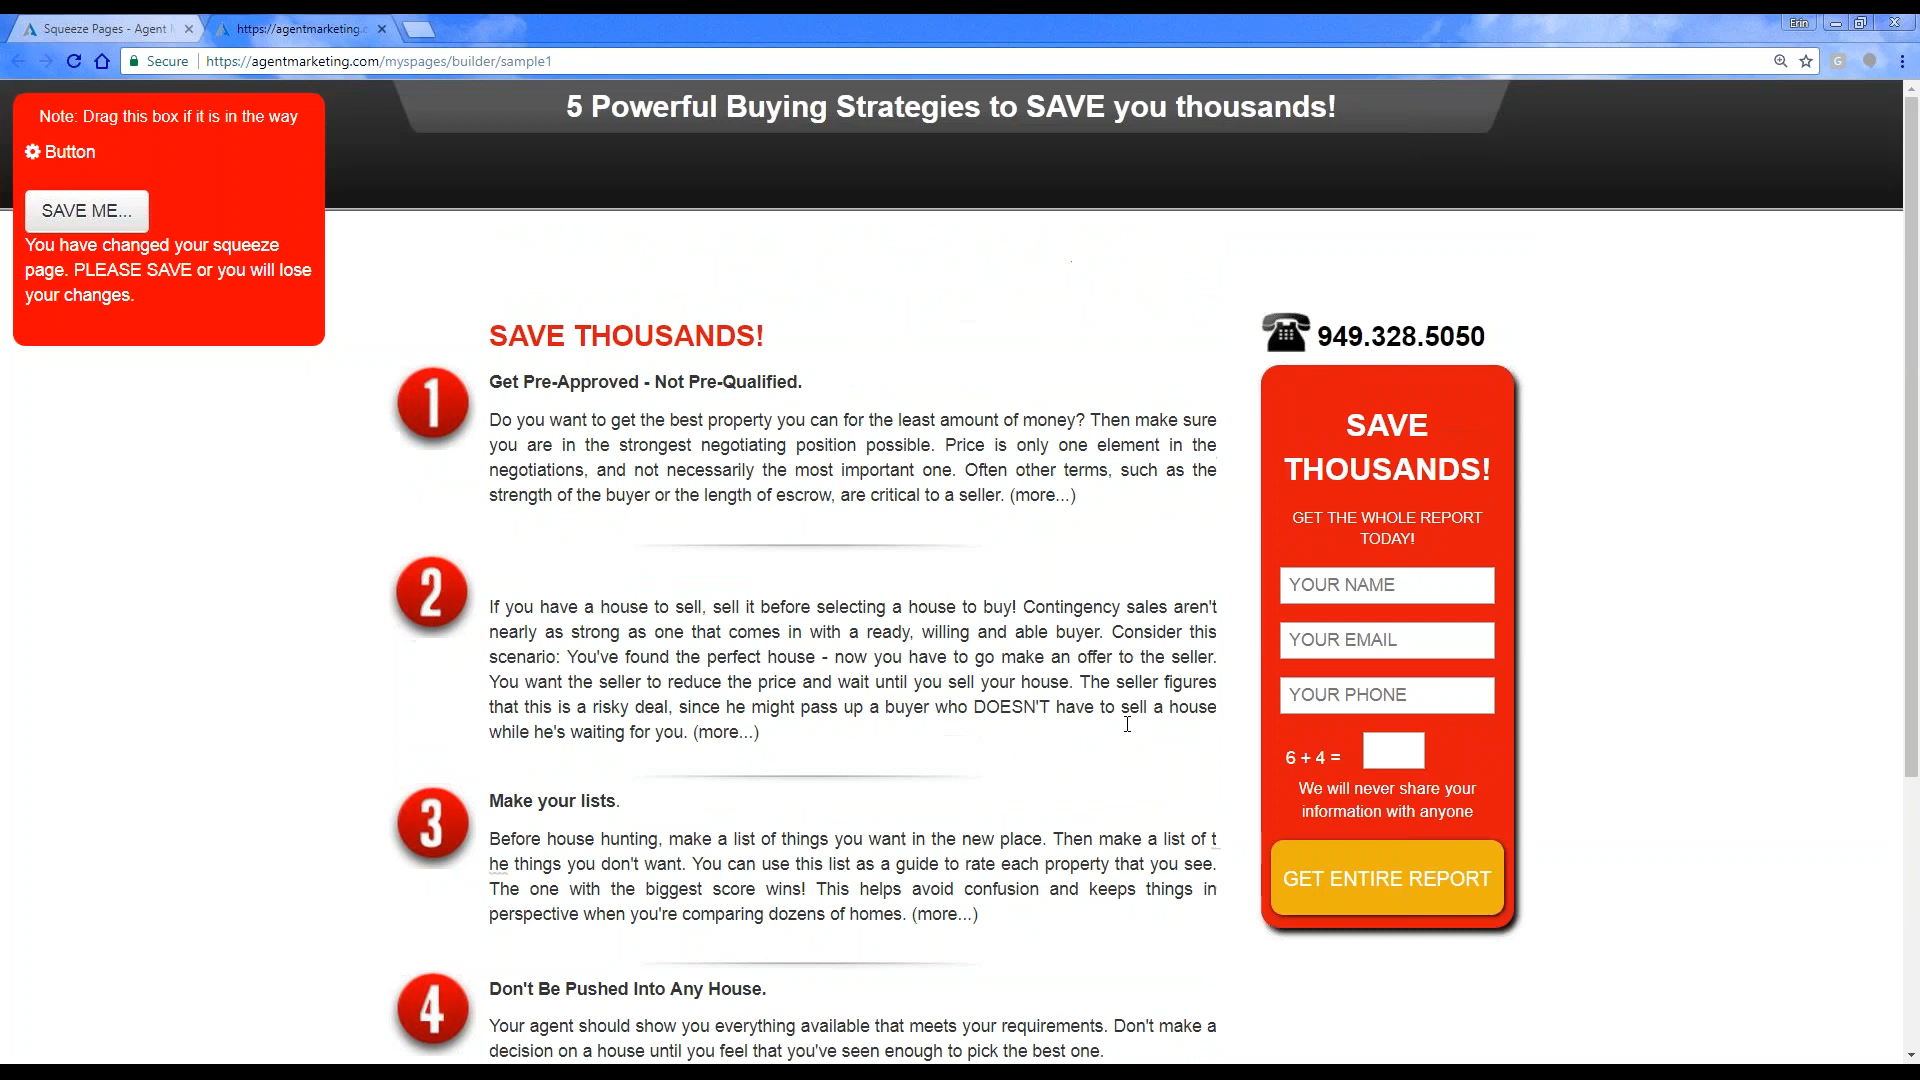 Squeeze Pages - Agent
https://agentmarketing.c
Erin
Secure
https://agentmarketing.com/myspages/builder/sample1
G
5 Powerful Buying Strategies to SAVE you thousands!
Note: Drag this box if it is in the way
Button
SAVE ME...
You have changed your squeeze
page. PLEASE SAVE or you will lose
your changes.
SAVE THOUSANDS!
1
Get Pre-Approved - Not Pre-Qualified.
Do you want to get the best property you can for the least amount of money? Then make sure
you are in the strongest negotiating position possible. Price is only one element in the
negotiations, and not necessarily the most important one. Often other terms, such as the
strength of the buyer or the length of escrow, are critical to a seller. (more...)
2
If you have a house to sell, sell it before selecting a house to buy! Contingency sales aren't
nearly as strong as one that comes in with a ready, willing and able buyer. Consider this
scenario: You've found the perfect house - now you have to go make an offer to the seller.
You want the seller to reduce the price and wait until you sell your house. The seller figures
that this is a risky deal, since he might pass up a buyer who DOESN'T have to sell a house
while he's waiting for you. (more...)
3
Make your lists.
Before house hunting, make a list of things you want in the new place. Then make a list of t
he things you don't want. You can use this list as a guide to rate each property that you see.
The one with the biggest score wins! This helps avoid confusion and keeps things in
perspective when you're comparing dozens of homes. (more...)
4
Don't Be Pushed Into Any House.
Your agent should show you everything available that meets your requirements. Don't make a
decision on a house until you feel that you've seen enough to pick the best one.
949.328.5050
SAVE
THOUSANDS!
GET THE WHOLE REPORT
TODAY!
YOUR NAME
YOUR EMAIL
YOUR PHONE
6 + 4 =
We will never share your
information with anyone
GET ENTIRE REPORT